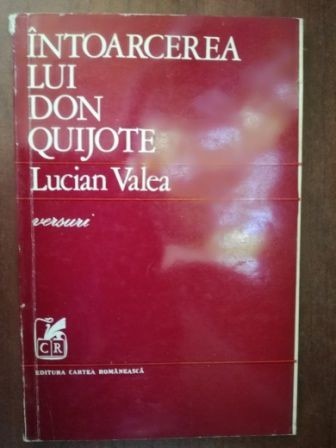 ÎNTOARCEREA
LUI
DON
QUIJOTE
Lucian Valea
versuri
CR
EDITURA CARTEA ROMÂNEASCĂ